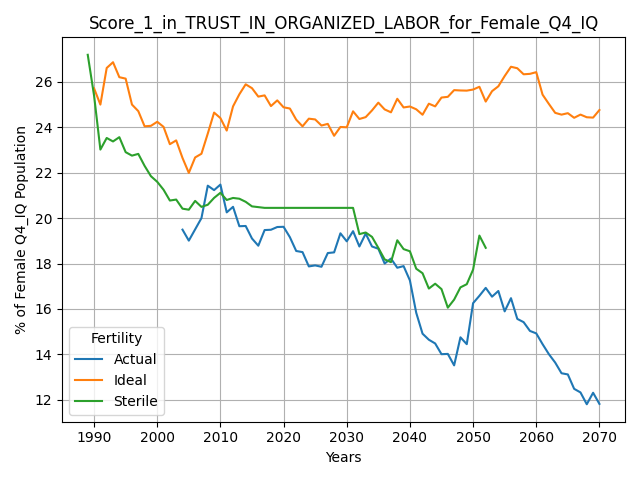 Score_1_in_TRUST_IN_ORGANIZED_LABOR_for_Female_Q4_IQ
% of Female Q4_IQ Population
26
24
22
20
18
16
14
12
Fertility
Actual
Ideal
Sterile
1990 2000 2010 2020 2030 2040 2050 2060 2070
Years